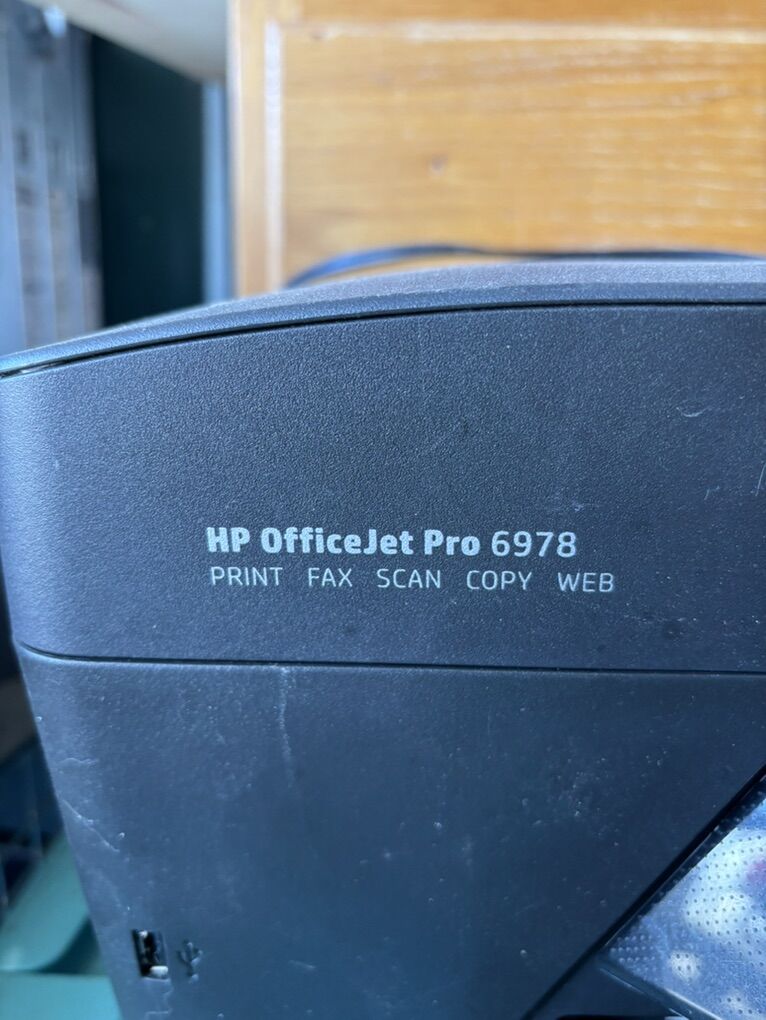 HP OfficeJet Pro 6978
PRINT FAX SCAN COPY WEB